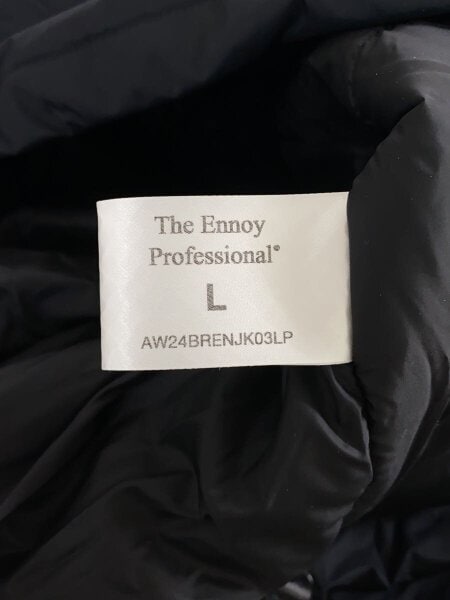 The Ennoy
Professional®
L
AW24BRENJK03LP